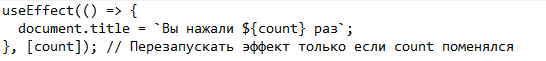 useEffect(() => {
  document.title = `Вы нажали ${count} раз`;
}, [count]); // Перезапускать эффект только если count поменялся